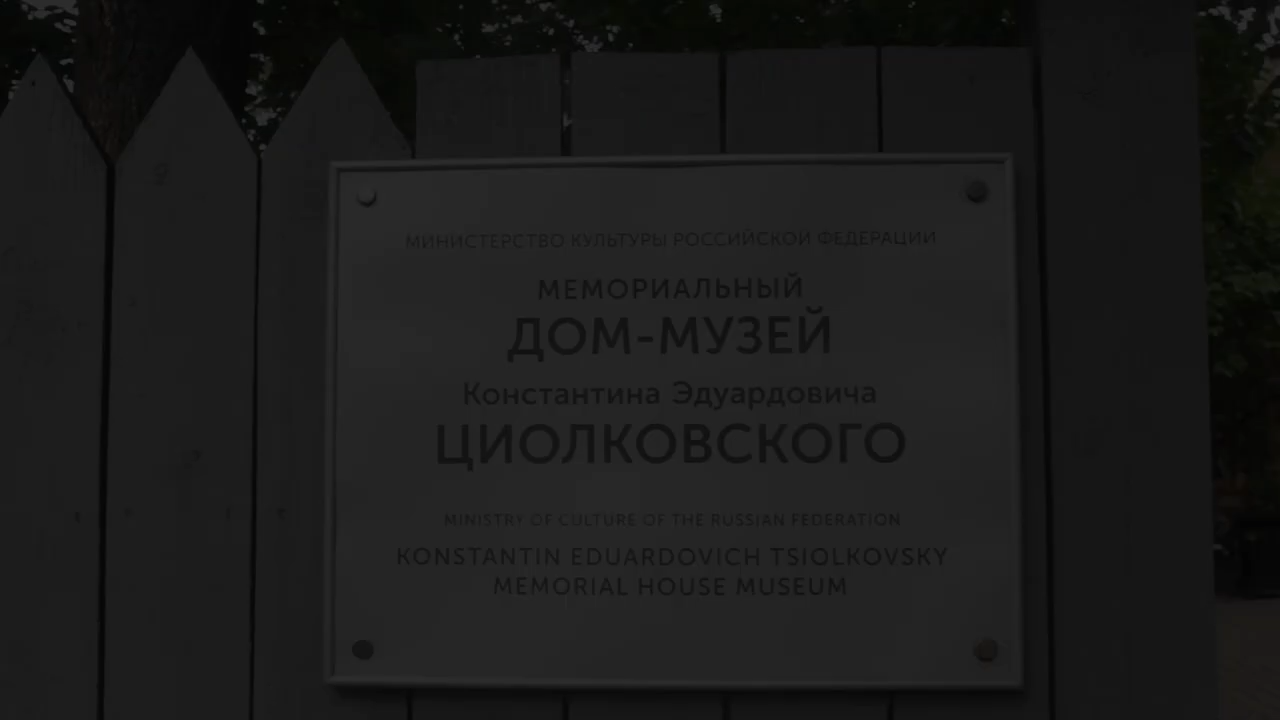 МИНИСТЕРСТВО КУЛЬТУРЫ РОССИЙСКОЙ ФЕДЕРАЦИИ
МЕМОРИАЛЬНЫЙ
ДОМ-МУЗЕЙ
Константина Эдуардовича
ЦИОЛКОВСКОГО
MINISTRY OF CULTURE OF THE RUSSIAN FEDERATION
KONSTANTIN EDUARDOVICH TSIOLKOVSKY
MEMORIAL HOUSE MUSEUM